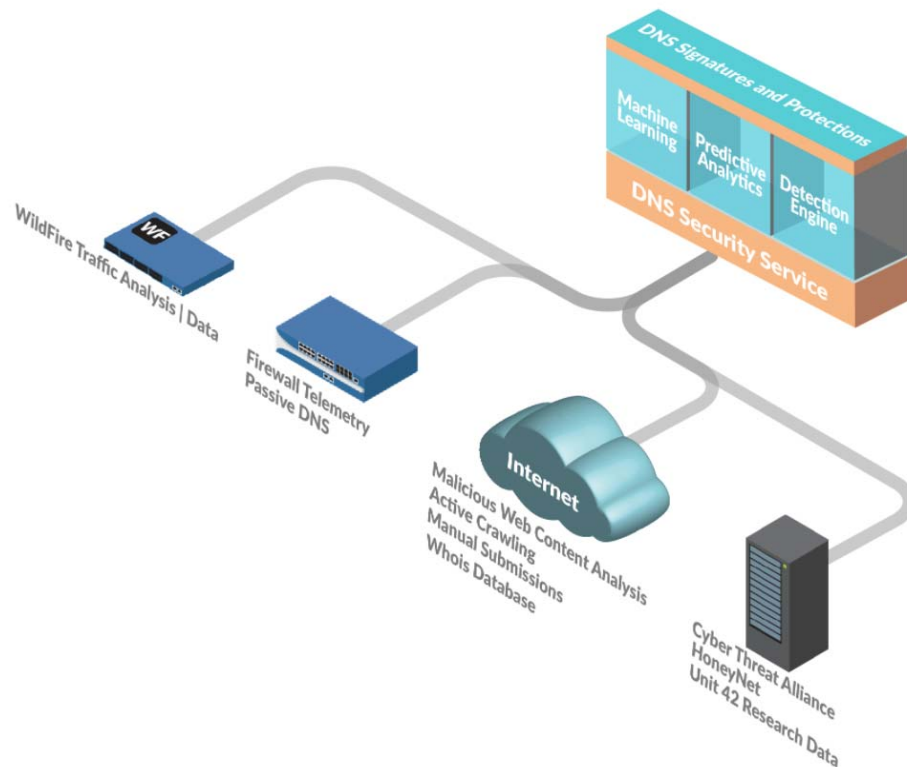 DNS Signatures and Protections
Machine
Learning
Predictive
Analytics
Detection
Engine
DNS Security Service
WF
WildFire Traffic Analysis | Data
Firewall Telemetry
Passive DNS
Internet
Malicious Web Content Analysis
Active Crawling
Manual Submissions
Whois Database
Cyber Threat Alliance
HoneyNet
Unit 42 Research Data